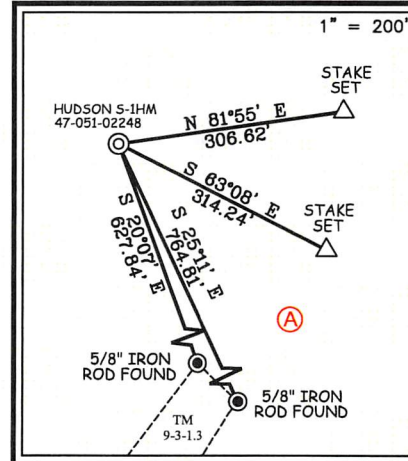 1" = 200'
STAKE
SET
HUDSON S-1HM
47-051-02248
N 81°55' E
306.62'
S 63°08' E
314.24'
STAKE
SET
S 20°07' E
627.84'
S 25°11' E
764.81'
A
5/8" IRON
ROD FOUND
5/8" IRON
ROD FOUND
TM
9-3-1.3